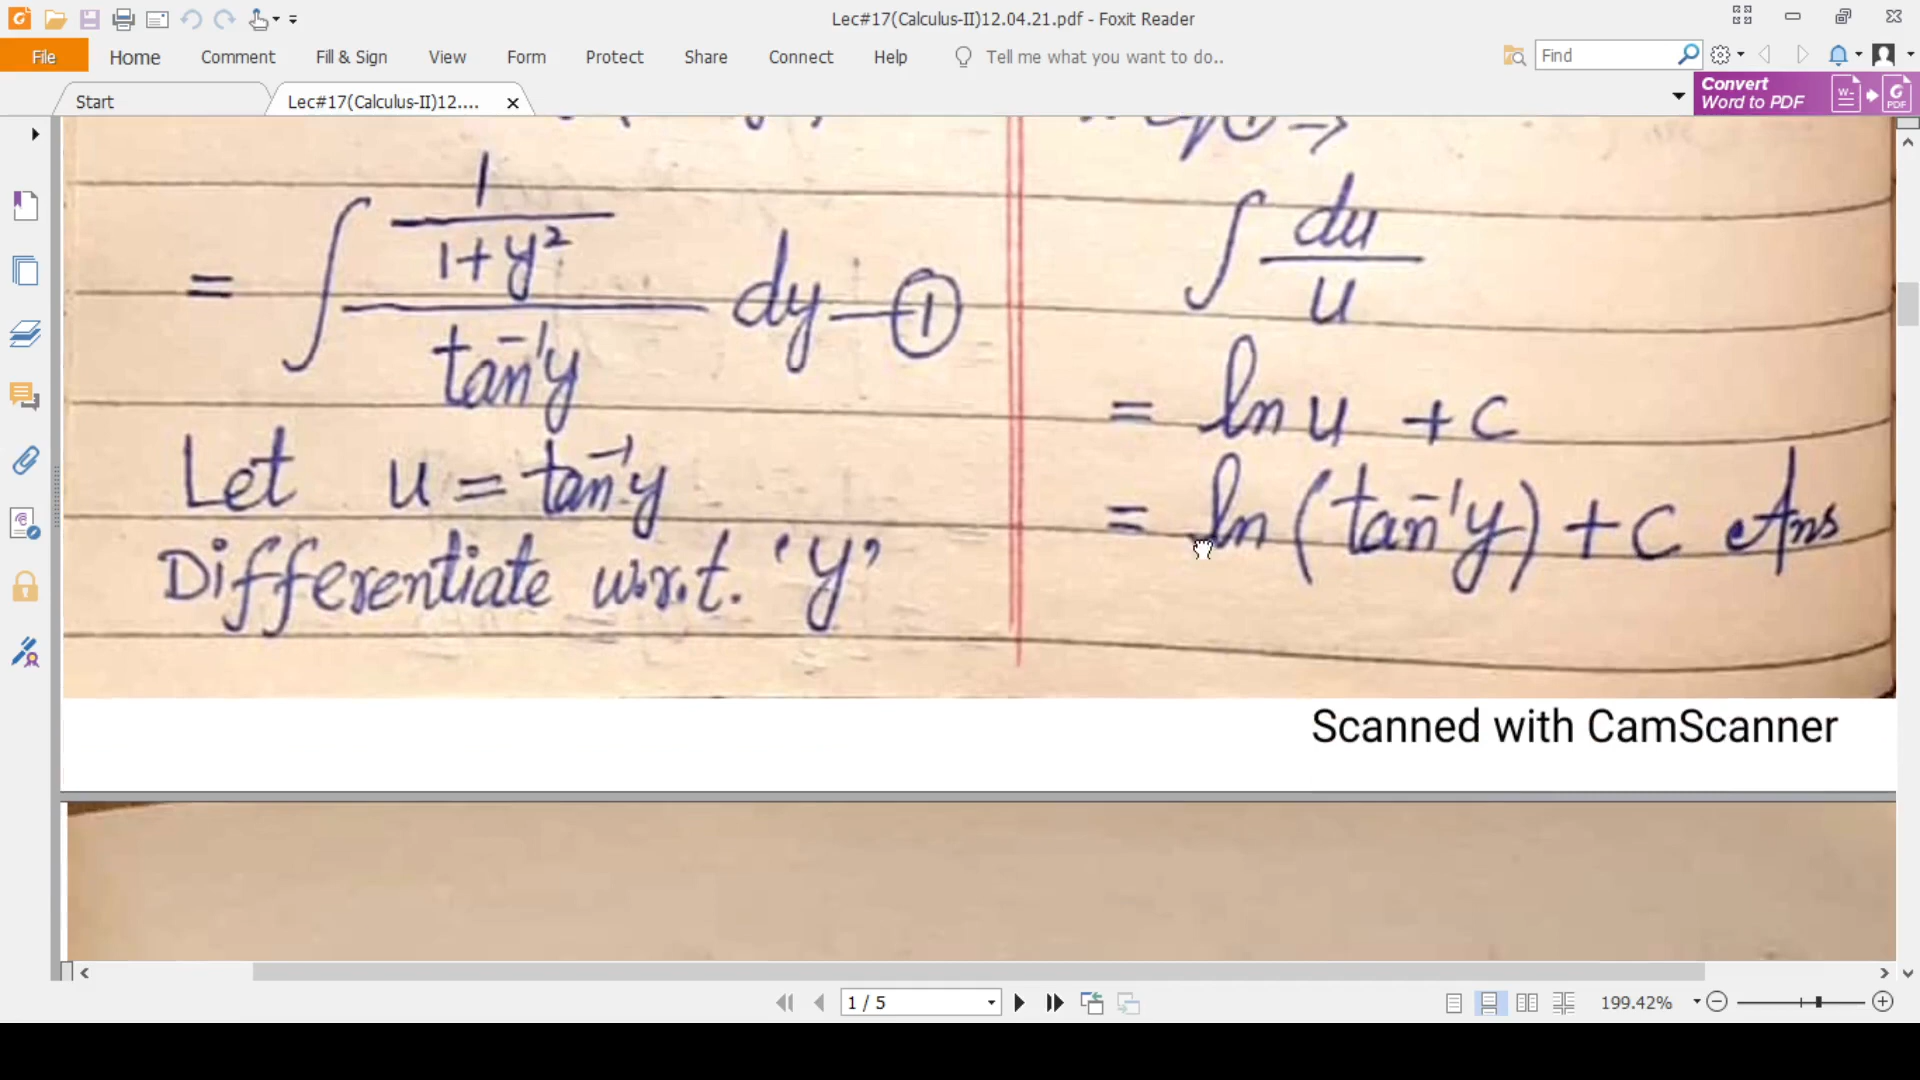 Lec#17(Calculus-II)12.04.21.pdf - Foxit Reader
File Home Comment Fill & Sign View Form Protect Share Connect Help Tell me what you want to do.. Find
Start Lec#17(Calculus-II)12....
Convert
Word to PDF
= ∫ (1/(1+y²))/(tan⁻¹y) dy — ①
Let u = tan⁻¹y
Differentiate w.r.t. 'y'
∫ du/u
= ln u + c
= ln (tan⁻¹y) + c Ans
Scanned with CamScanner
1 / 5
199.42%